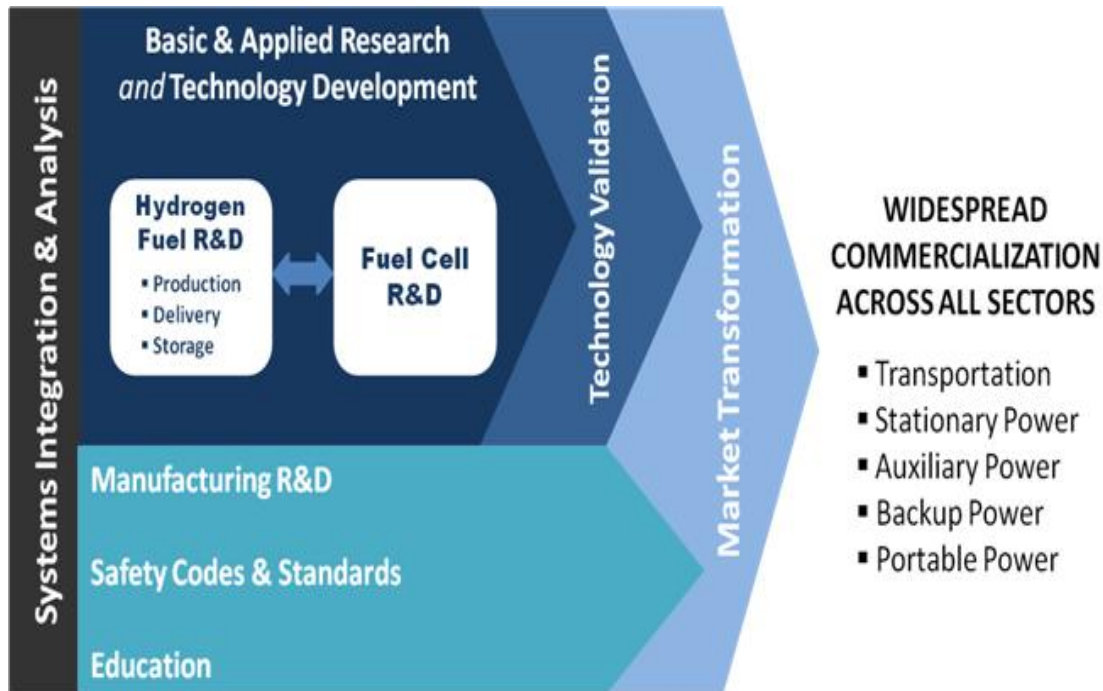 Systems Integration & Analysis
Basic & Applied Research
and Technology Development
Hydrogen
Fuel R&D
▪ Production
▪ Delivery
▪ Storage
Fuel Cell
R&D
Technology Validation
Market Transformation
Manufacturing R&D
Safety Codes & Standards
Education
WIDESPREAD
COMMERCIALIZATION
ACROSS ALL SECTORS
▪ Transportation
▪ Stationary Power
▪ Auxiliary Power
▪ Backup Power
▪ Portable Power